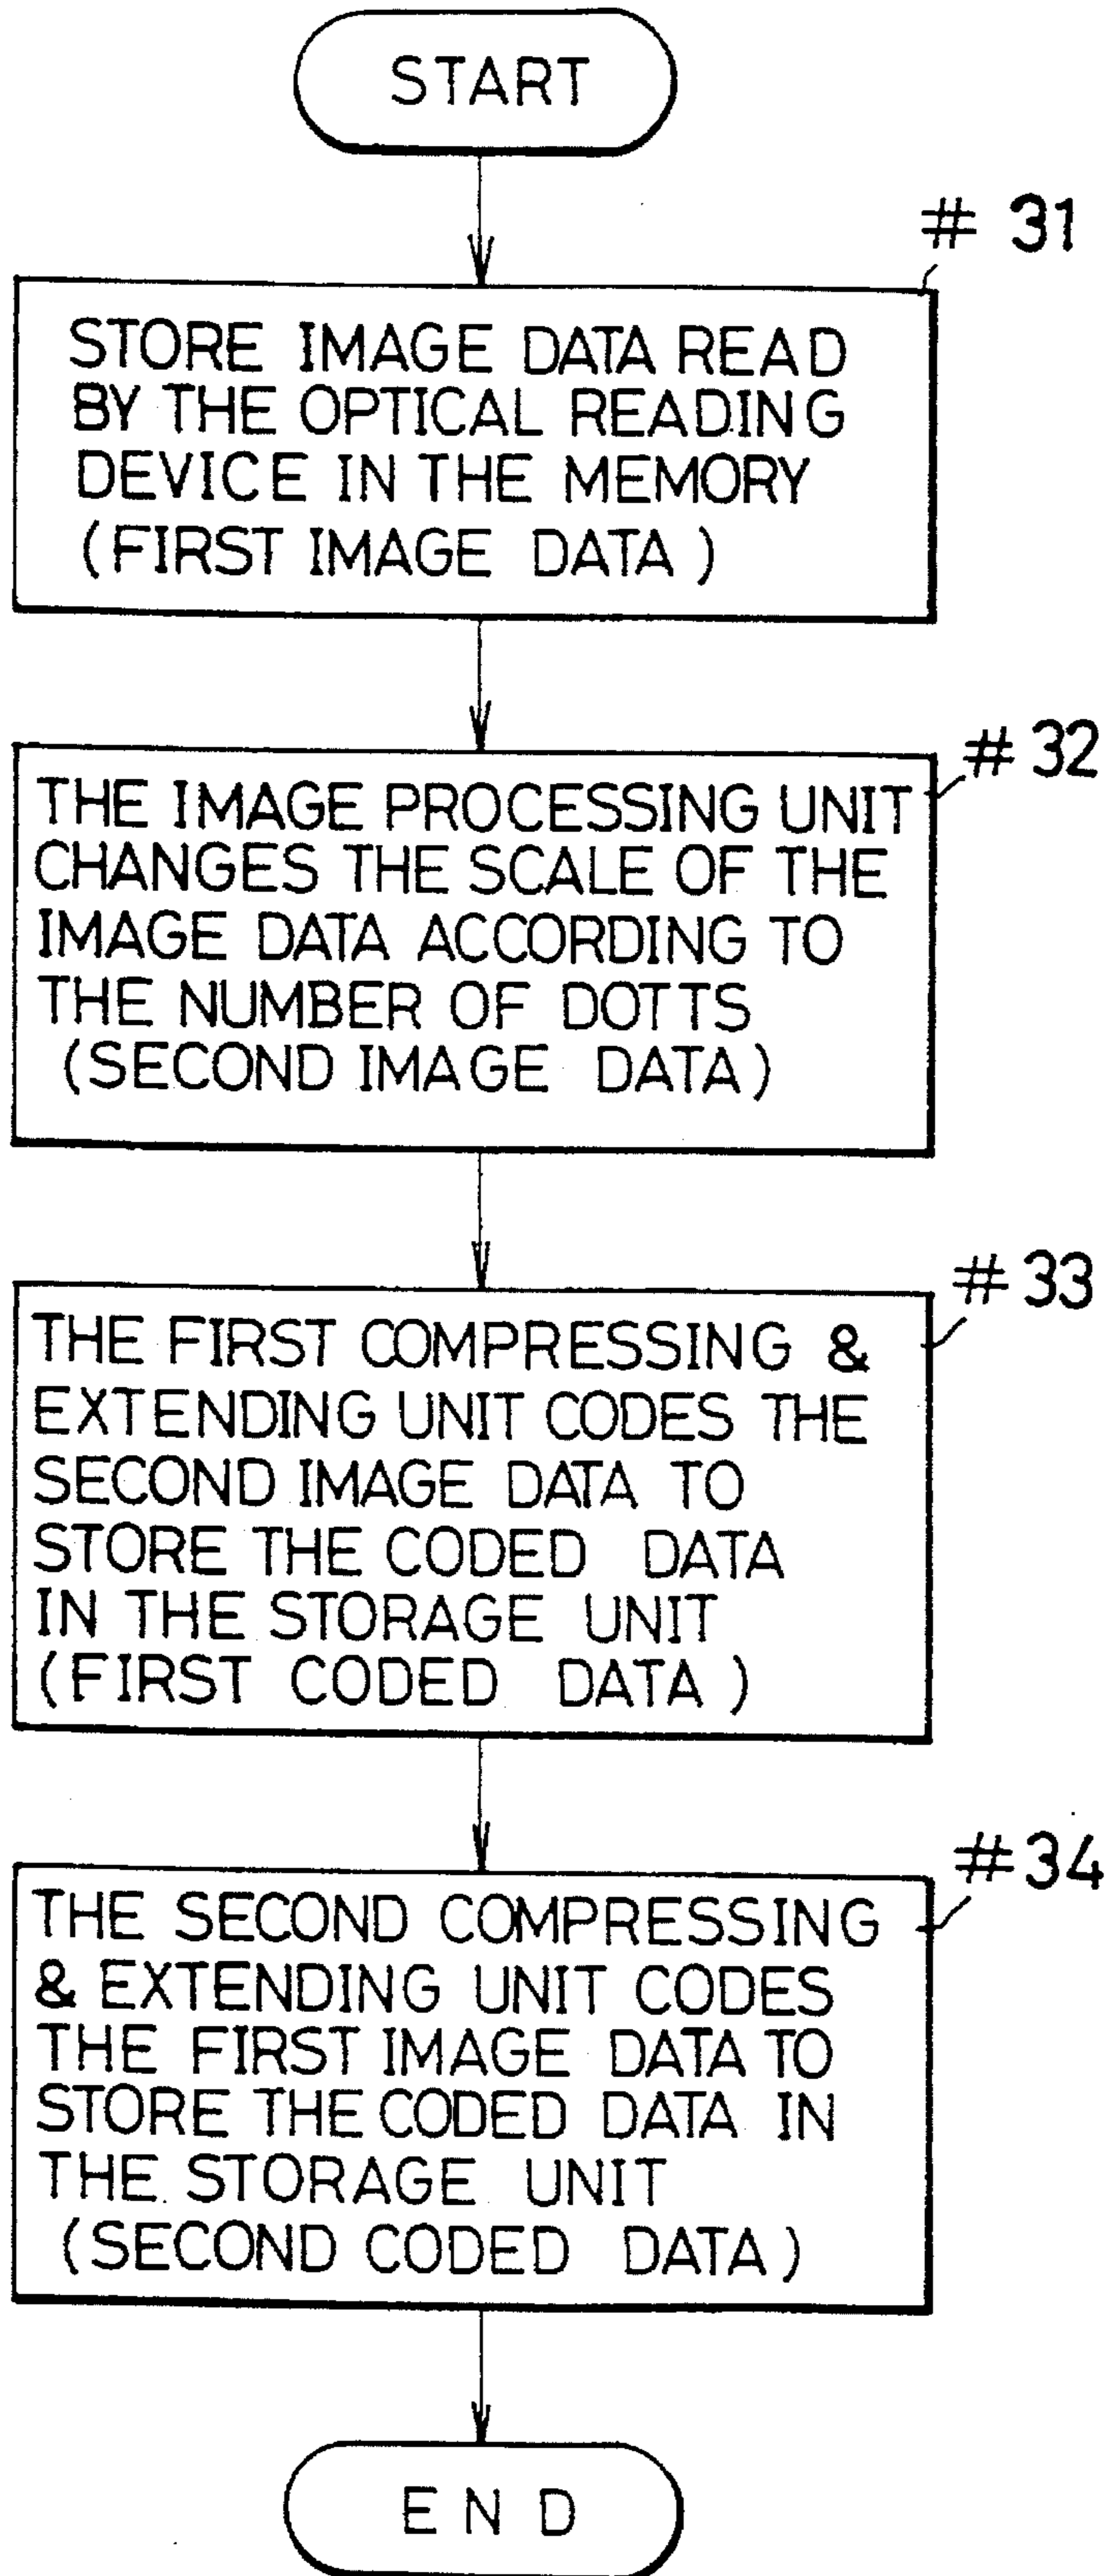 START
# 31
STORE IMAGE DATA READ
BY THE OPTICAL READING
DEVICE IN THE MEMORY
(FIRST IMAGE DATA)
# 32
THE IMAGE PROCESSING UNIT
CHANGES THE SCALE OF THE
IMAGE DATA ACCORDING TO
THE NUMBER OF DOTTS
(SECOND IMAGE DATA)
# 33
THE FIRST COMPRESSING &
EXTENDING UNIT CODES THE
SECOND IMAGE DATA TO
STORE THE CODED DATA
IN THE STORAGE UNIT
(FIRST CODED DATA)
# 34
THE SECOND COMPRESSING
& EXTENDING UNIT CODES
THE FIRST IMAGE DATA TO
STORE THE CODED DATA IN
THE STORAGE UNIT
(SECOND CODED DATA)
END